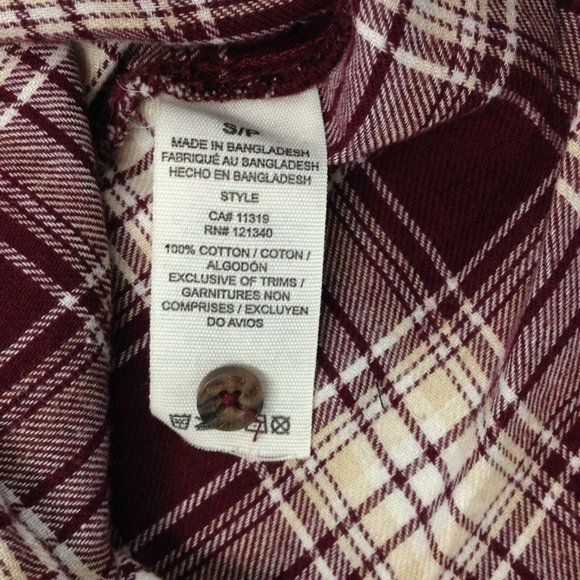 S/P
MADE IN BANGLADESH
FABRIQUÉ AU BANGLADESH
HECHO EN BANGLADESH
STYLE
CA# 11319
RN# 121340
100% COTTON / COTON /
ALGODÓN
EXCLUSIVE OF TRIMS /
GARNITURES NON
COMPRISES / EXCLUYEN
DO AVIOS